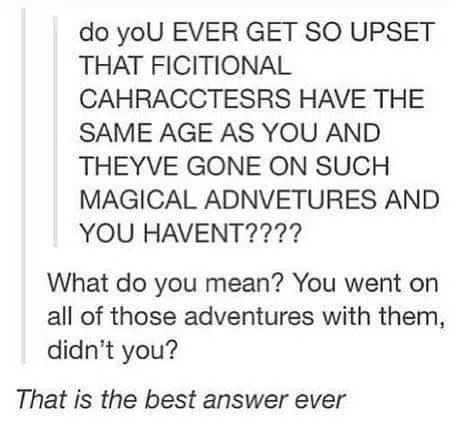 do yoU EVER GET SO UPSET
THAT FICITIONAL
CAHRACCTESRS HAVE THE
SAME AGE AS YOU AND
THEYVE GONE ON SUCH
MAGICAL ADNVETURES AND
YOU HAVENT????
What do you mean? You went on
all of those adventures with them,
didn't you?
That is the best answer ever